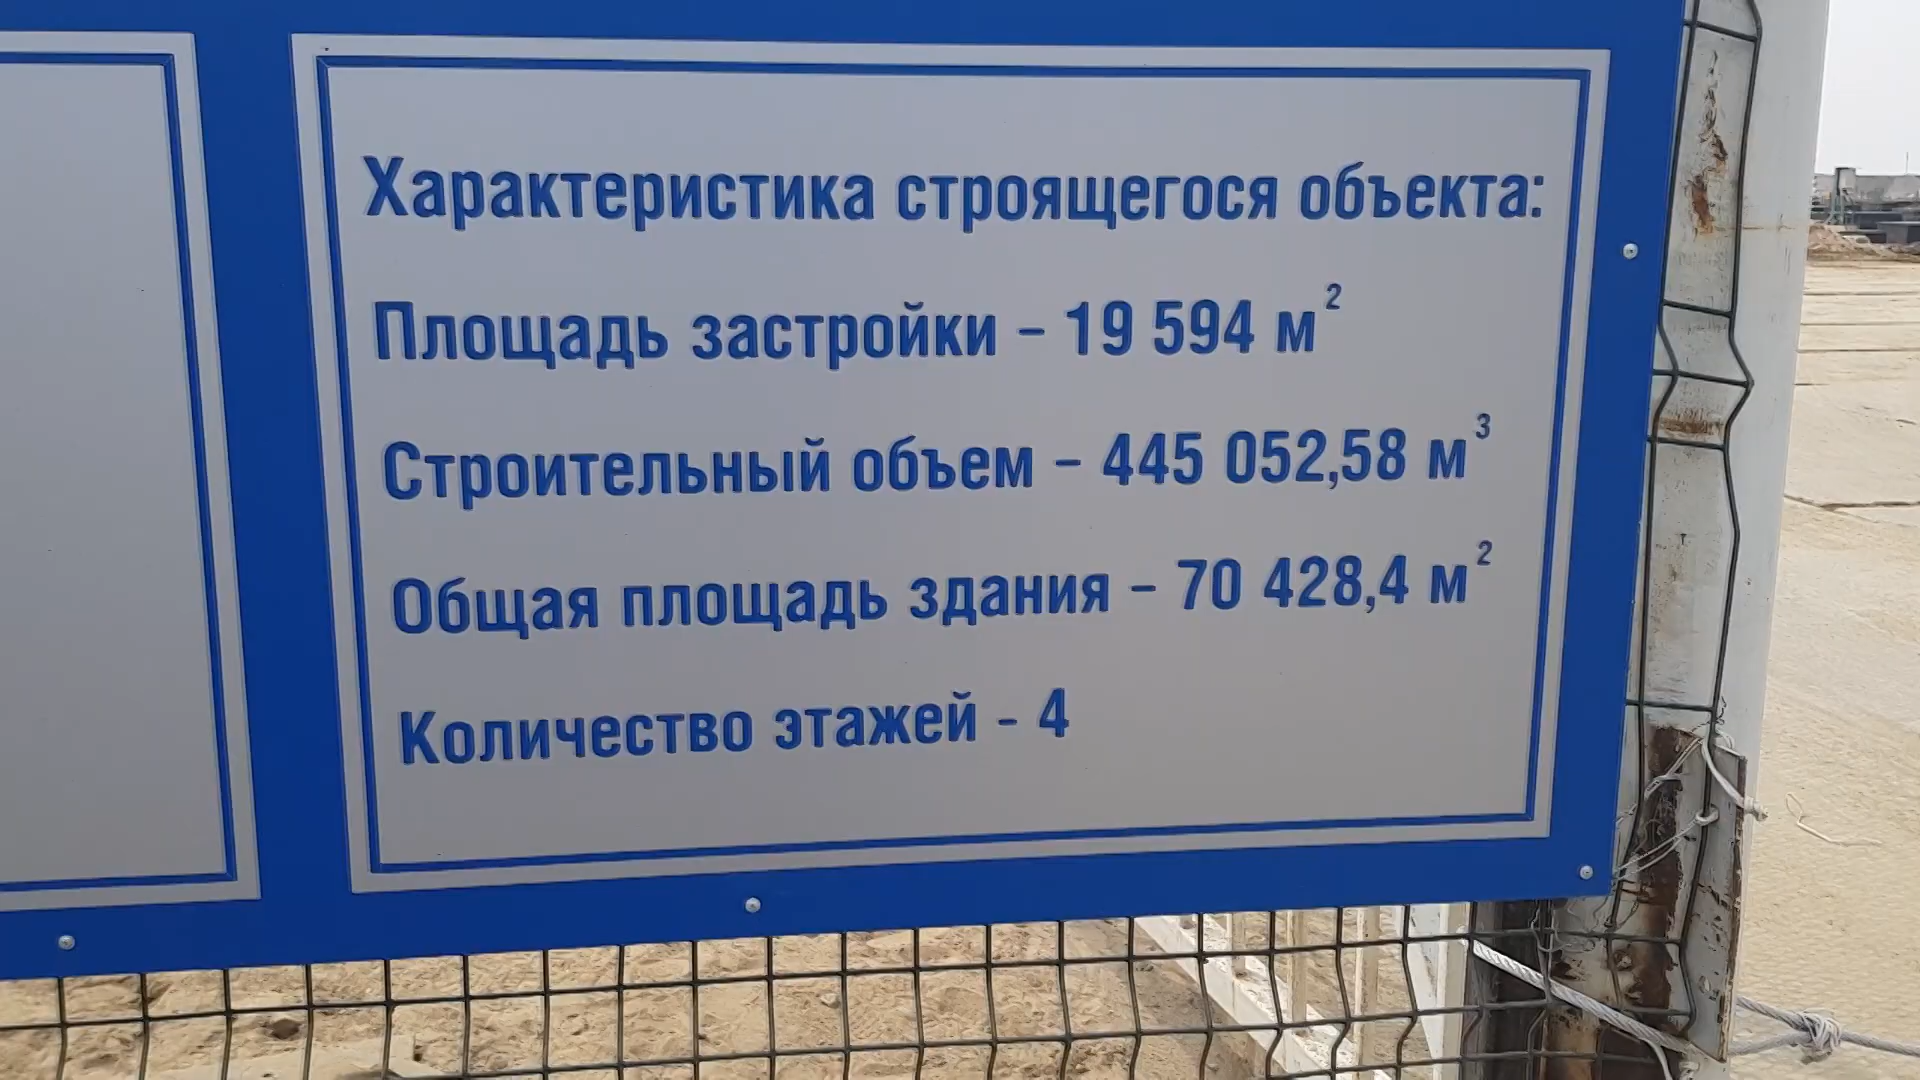 Характеристика строящегося объекта:
Площадь застройки – 19 594 м²
Строительный объем – 445 052,58 м³
Общая площадь здания – 70 428,4 м²
Количество этажей - 4